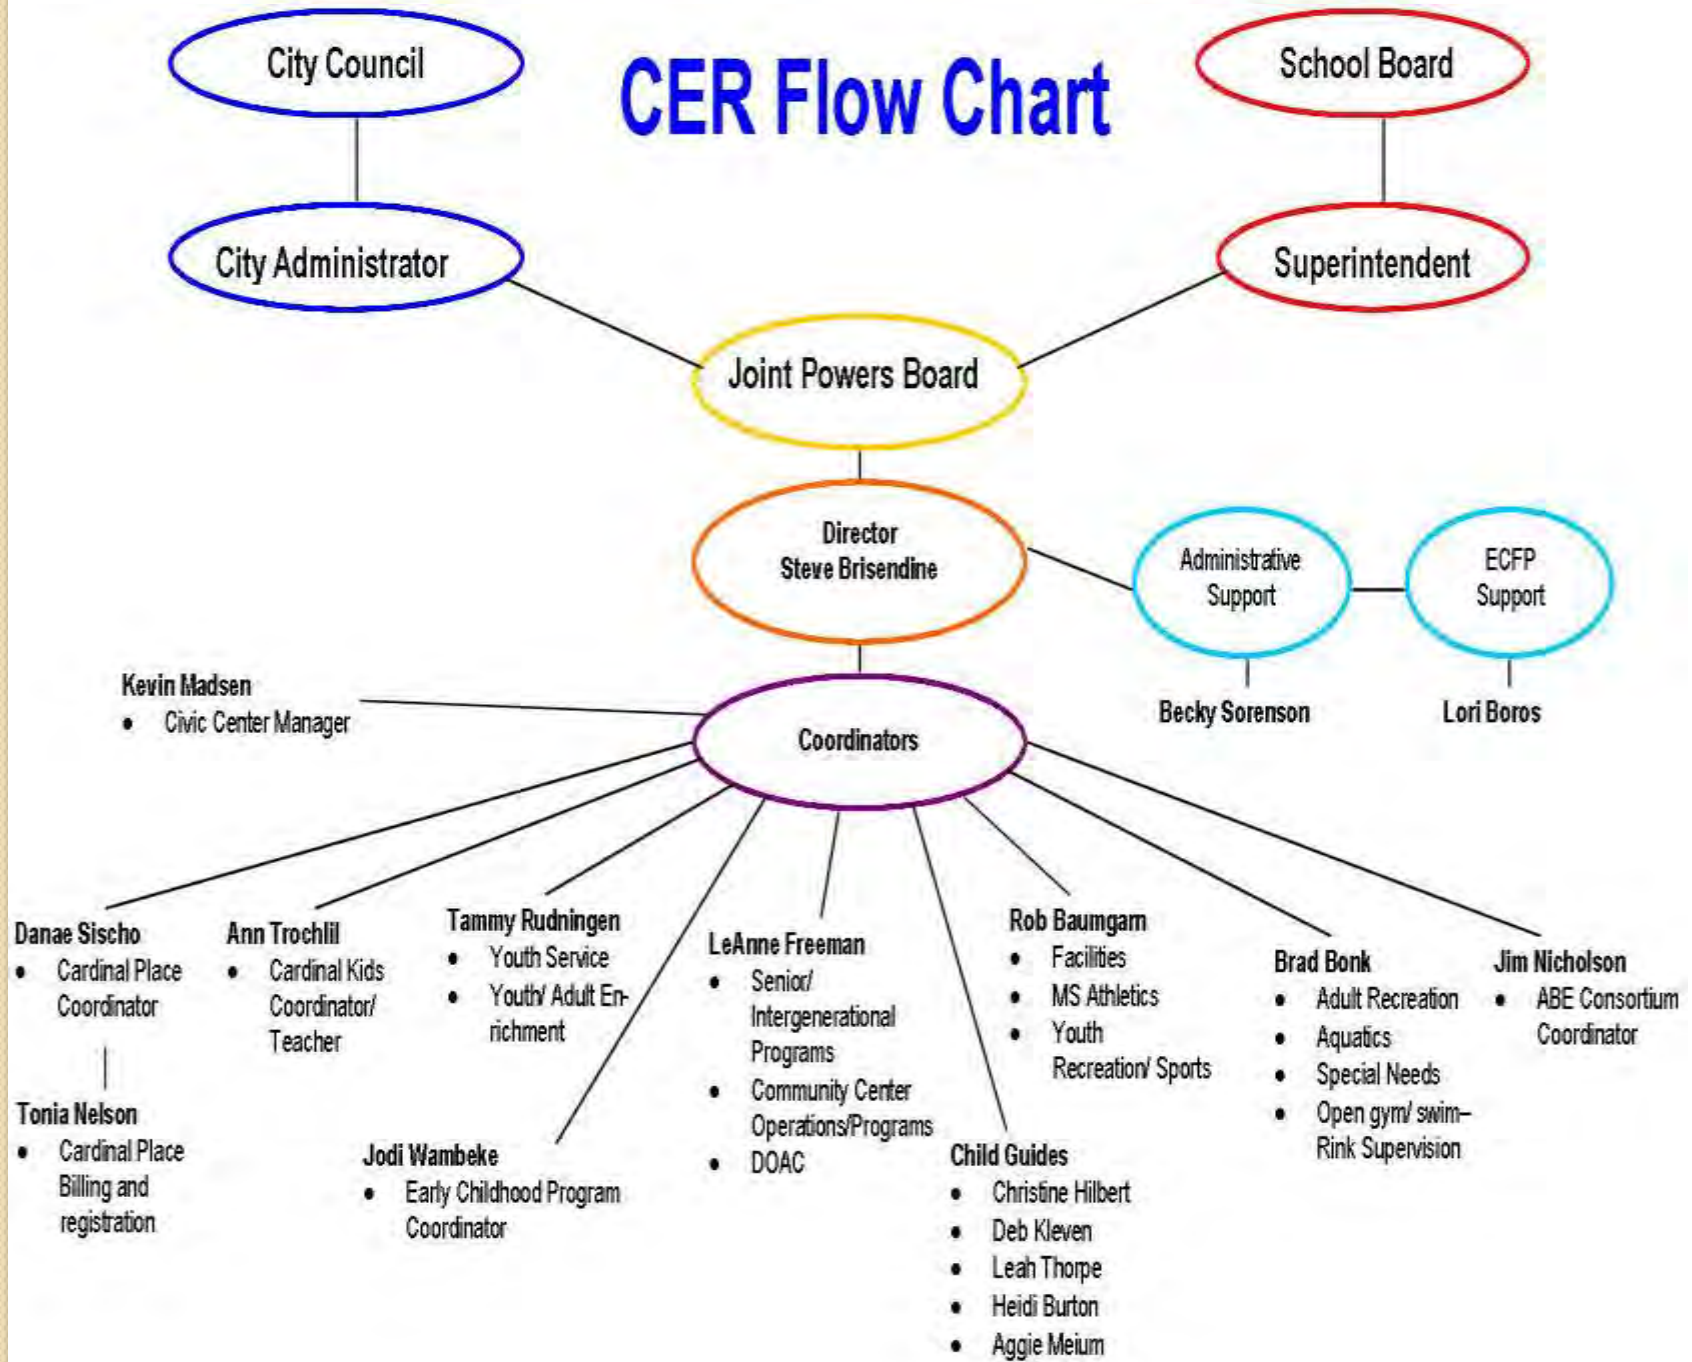 City Council
CER Flow Chart
School Board
City Administrator
Superintendent
Joint Powers Board
Director
Steve Brisendine
Administrative
Support
ECFP
Support
Becky Sorenson
Lori Boros
Kevin Madsen
• Civic Center Manager
Coordinators
Danae Sischo
• Cardinal Place
Coordinator
Tonia Nelson
• Cardinal Place
Billing and
registration
Ann Trochlil
• Cardinal Kids
Coordinator/
Teacher
Tammy Rudningen
• Youth Service
• Youth/ Adult En-
richment
Jodi Wambeke
• Early Childhood Program
Coordinator
LeAnne Freeman
• Senior/
Intergenerational
Programs
• Community Center
Operations/Programs
• DOAC
Child Guides
• Christine Hilbert
• Deb Kleven
• Leah Thorpe
• Heidi Burton
• Aggie Meium
Rob Baumgarn
• Facilities
• MS Athletics
• Youth
Recreation/ Sports
Brad Bonk
• Adult Recreation
• Aquatics
• Special Needs
• Open gym/ swim–
Rink Supervision
Jim Nicholson
• ABE Consortium
Coordinator